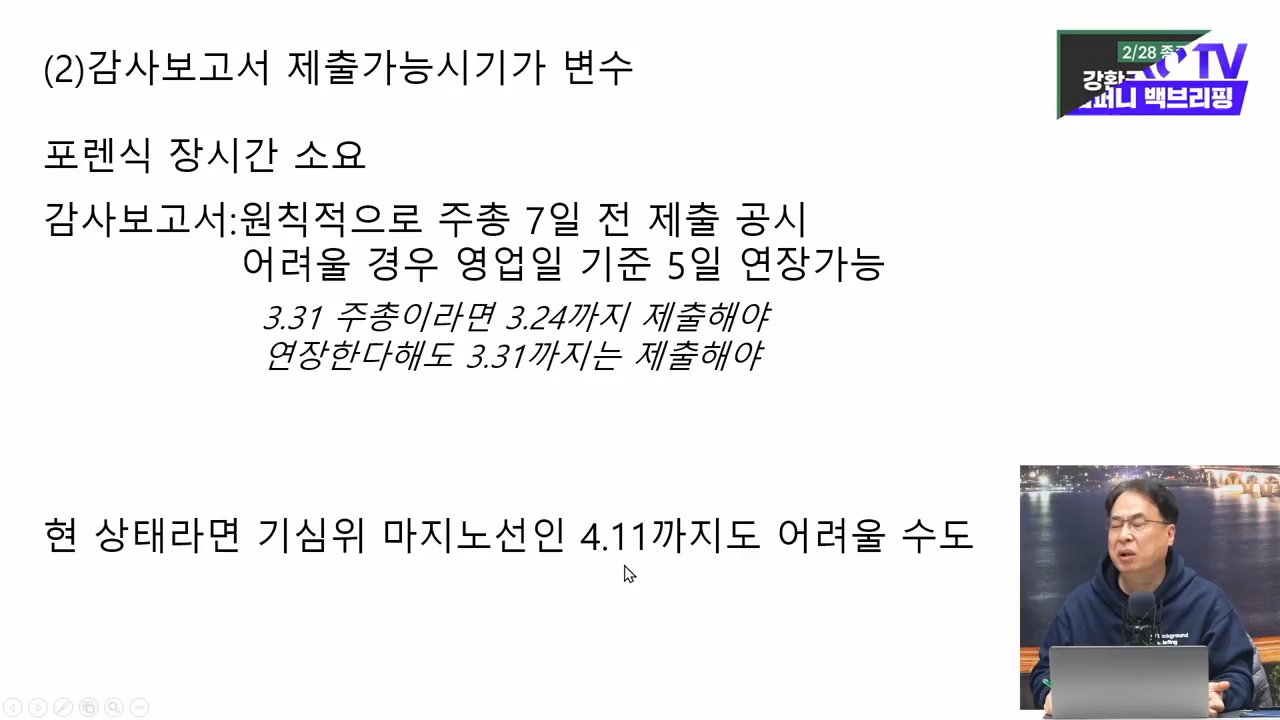 (2)감사보고서 제출가능시기가 변수
2/28
강환
TV
퍼니 백브리핑
포렌식 장시간 소요
감사보고서:원칙적으로 주총 7일 전 제출 공시
어려울 경우 영업일 기준 5일 연장가능
3.31 주총이라면 3.24까지 제출해야
연장한다해도 3.31까지는 제출해야
현 상태라면 기심위 마지노선인 4.11까지도 어려울 수도